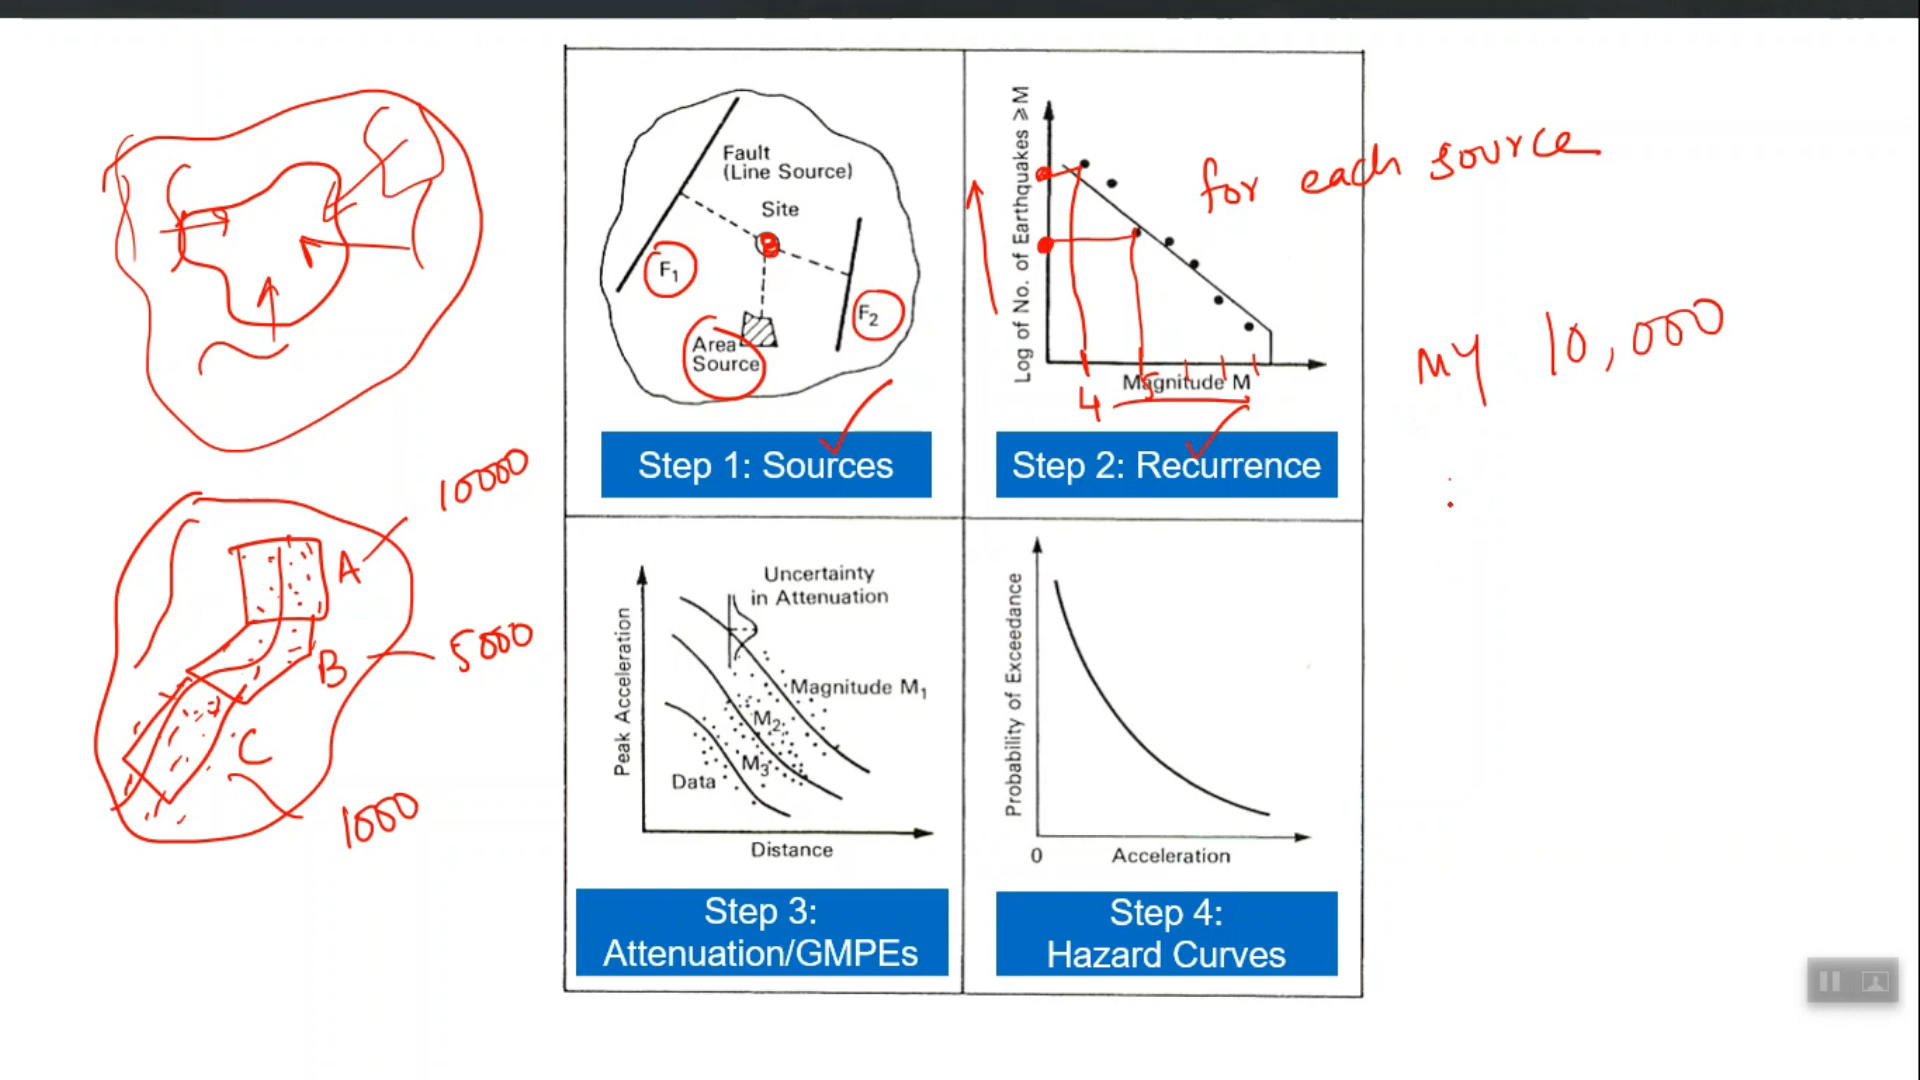 Fault
(Line Source)
Site
F1
F2
Area
Source
Step 1: Sources
Log of No. of Earthquakes ⩾M
for each source
4
5
Magnitude M
Step 2: Recurrence
10,000
10000
A
B
5000
C
1000
Uncertainty
in Attenuation
Peak Acceleration
Magnitude M1
M2
M3
Data
Distance
Step 3:
Attenuation/GMPEs
Probability of Exceedance
0
Acceleration
Step 4:
Hazard Curves